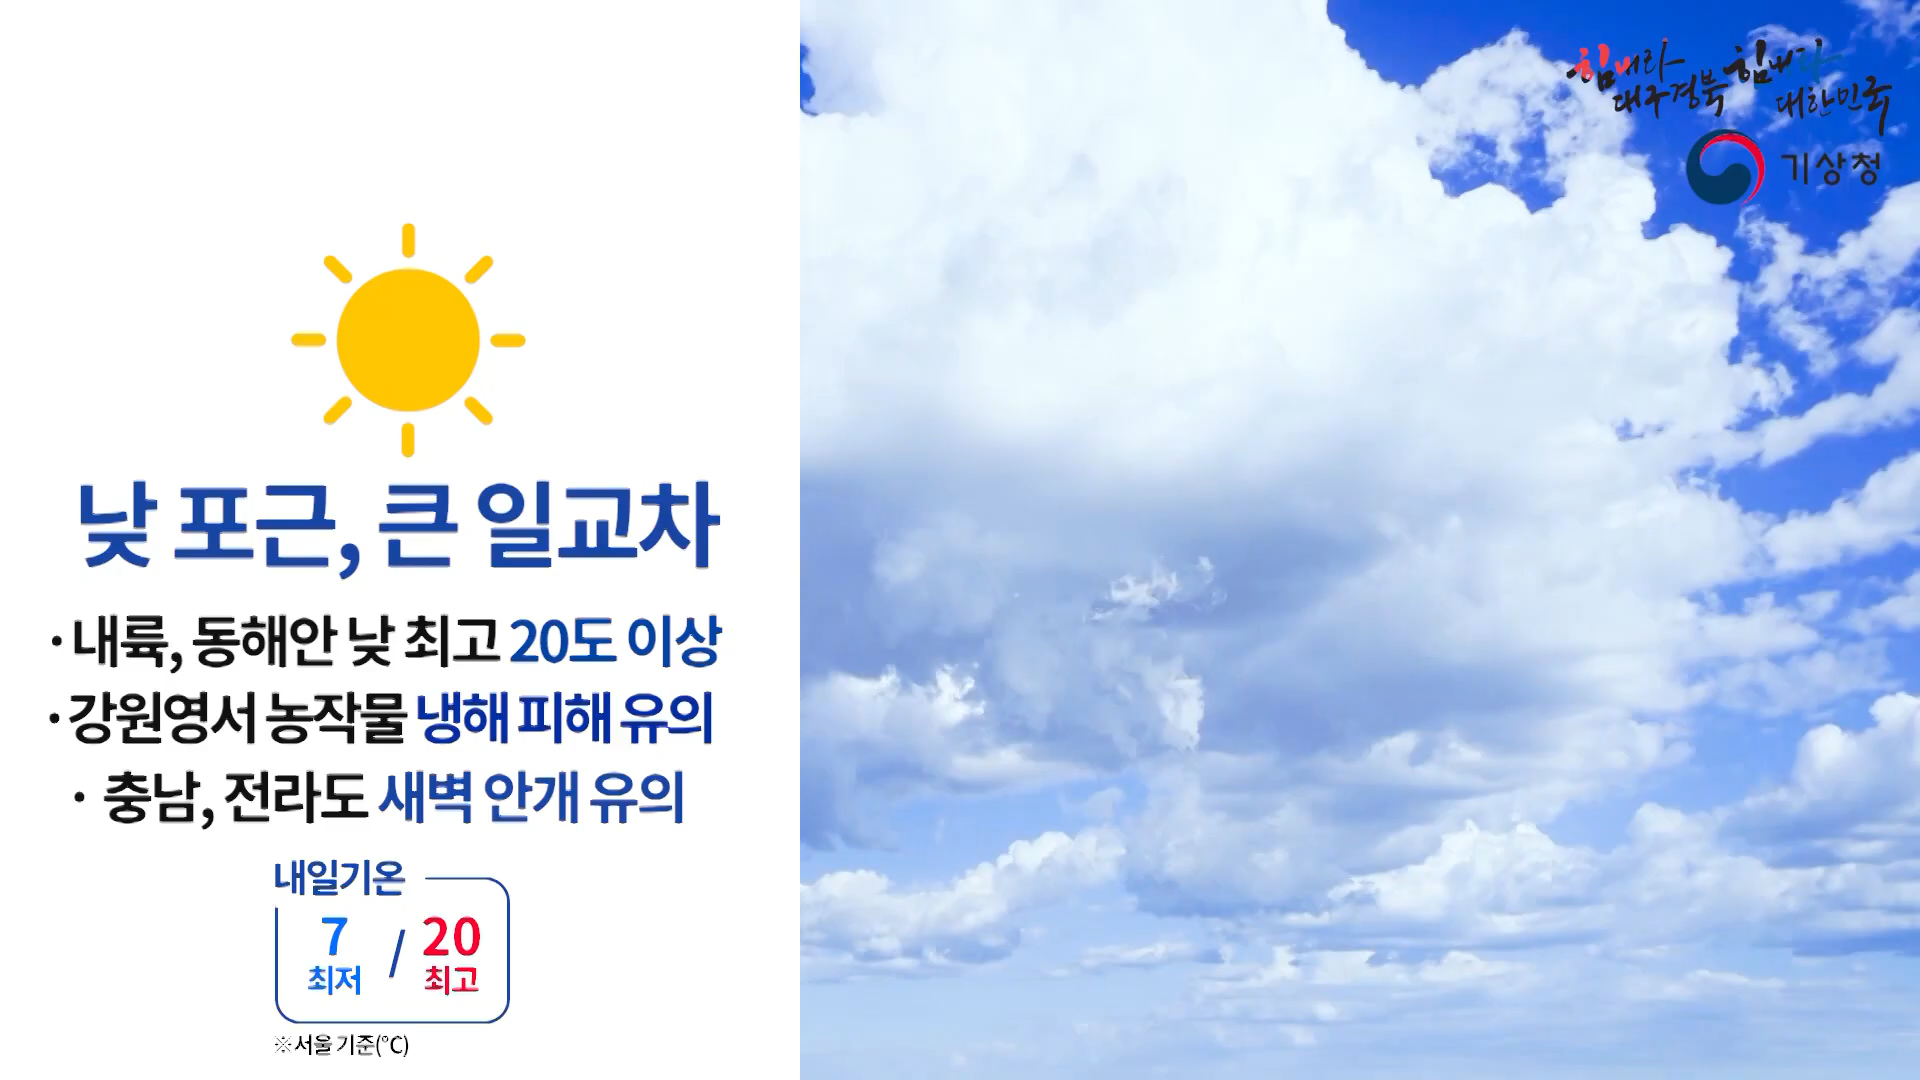 낮 포근, 큰 일교차
· 내륙, 동해안 낮 최고 20도 이상
· 강원영서 농작물 냉해 피해 유의
· 충남, 전라도 새벽 안개 유의
내일기온
7 / 20
최저 최고
※서울 기준(℃)
힘내라 힘내라
대구경북 대한민국
기상청